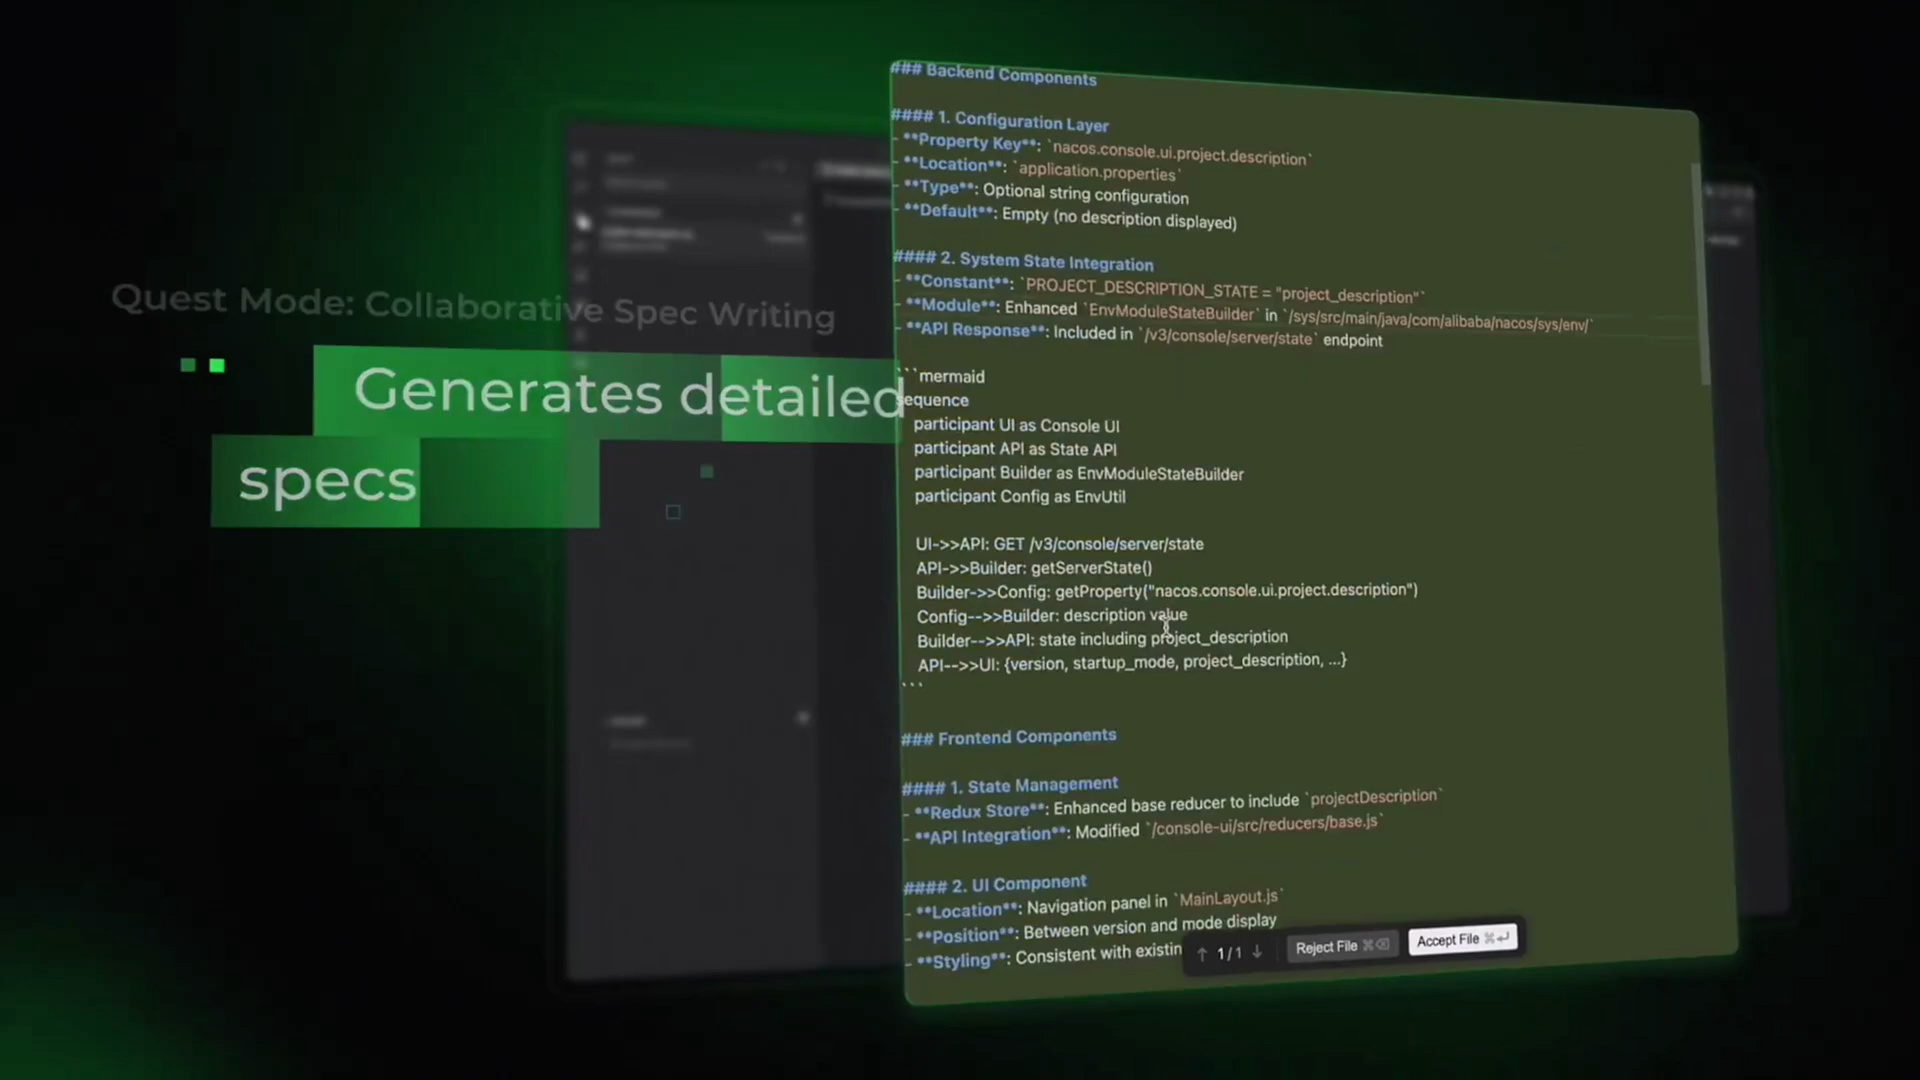 Quest Mode: Collaborative Spec Writing
Generates detailed
specs
### Backend Components
#### 1. Configuration Layer
- **Property Key**: `nacos.console.ui.project.description`
- **Location**: `application.properties`
- **Type**: Optional string configuration
- **Default**: Empty (no description displayed)
#### 2. System State Integration
- **Constant**: `PROJECT_DESCRIPTION_STATE = "project_description"`
- **Module**: Enhanced `EnvModuleStateBuilder` in `/sys/src/main/java/com/alibaba/nacos/sys/env/`
- **API Response**: Included in `/v3/console/server/state` endpoint
```mermaid
sequence
participant UI as Console UI
participant API as State API
participant Builder as EnvModuleStateBuilder
participant Config as EnvUtil
UI->>API: GET /v3/console/server/state
API->>Builder: getServerState()
Builder->>Config: getProperty("nacos.console.ui.project.description")
Config-->>Builder: description value
Builder-->>API: state including project_description
API-->>UI: {version, startup_mode, project_description, ...}
```
### Frontend Components
#### 1. State Management
- **Redux Store**: Enhanced base reducer to include `projectDescription`
- **API Integration**: Modified `/console-ui/src/reducers/base.js`
#### 2. UI Component
- **Location**: Navigation panel in `MainLayout.js`
- **Position**: Between version and mode display
- **Styling**: Consistent with existin
↑ 1/1 ↓ Reject File ⌘⌫ Accept File ⌘↵